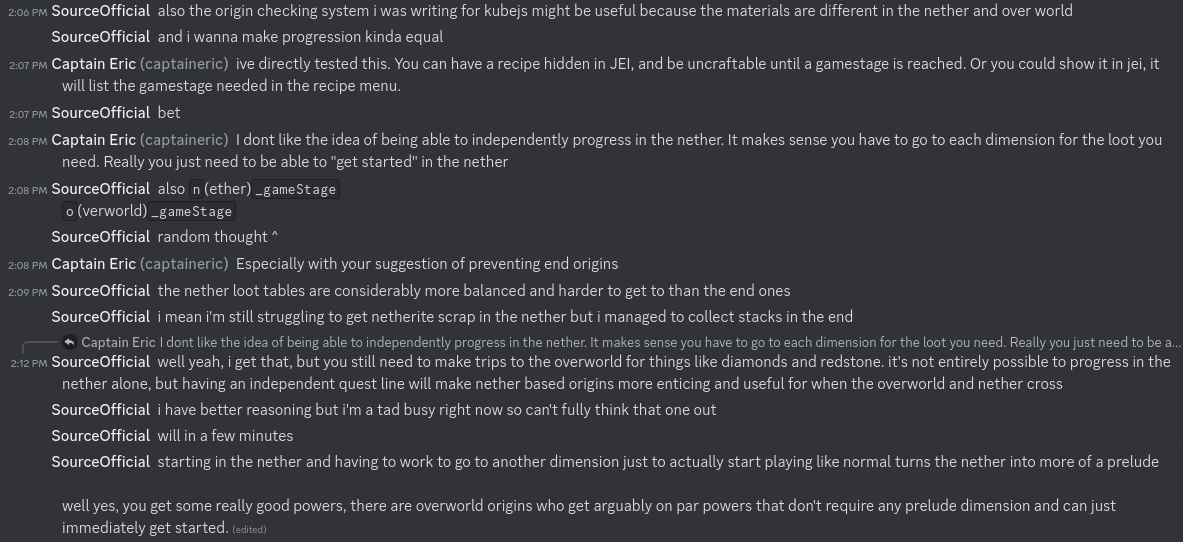 2:06 PM SourceOfficial also the origin checking system i was writing for kubejs might be useful because the materials are different in the nether and over world
SourceOfficial and i wanna make progression kinda equal
2:07 PM Captain Eric (captaineric) ive directly tested this. You can have a recipe hidden in JEI, and be uncraftable until a gamestage is reached. Or you could show it in jei, it
will list the gamestage needed in the recipe menu.
2:07 PM SourceOfficial bet
2:08 PM Captain Eric (captaineric) I dont like the idea of being able to independently progress in the nether. It makes sense you have to go to each dimension for the loot you
need. Really you just need to be able to "get started" in the nether
2:08 PM SourceOfficial also n(ether)_gameStage
o(verworld)_gameStage
SourceOfficial random thought ^
2:08 PM Captain Eric (captaineric) Especially with your suggestion of preventing end origins
2:09 PM SourceOfficial the nether loot tables are considerably more balanced and harder to get to than the end ones
SourceOfficial i mean i'm still struggling to get netherite scrap in the nether but i managed to collect stacks in the end
Captain Eric I dont like the idea of being able to independently progress in the nether. It makes sense you have to go to each dimension for the loot you need. Really you just need to be a...
2:12 PM SourceOfficial well yeah, i get that, but you still need to make trips to the overworld for things like diamonds and redstone. it's not entirely possible to progress in the
nether alone, but having an independent quest line will make nether based origins more enticing and useful for when the overworld and nether cross
SourceOfficial i have better reasoning but i'm a tad busy right now so can't fully think that one out
SourceOfficial will in a few minutes
SourceOfficial starting in the nether and having to work to go to another dimension just to actually start playing like normal turns the nether into more of a prelude
well yes, you get some really good powers, there are overworld origins who get arguably on par powers that don't require any prelude dimension and can just
immediately get started. (edited)